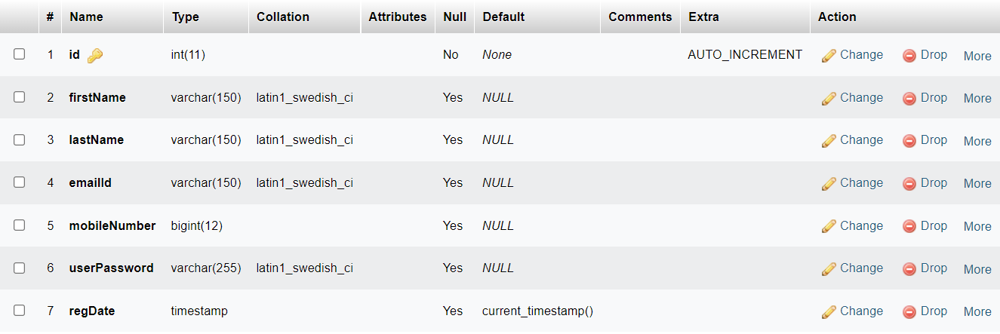 # Name Type Collation Attributes Null Default Comments Extra Action
1 id int(11) No None AUTO_INCREMENT Change Drop More
2 firstName varchar(150) latin1_swedish_ci Yes NULL Change Drop More
3 lastName varchar(150) latin1_swedish_ci Yes NULL Change Drop More
4 emailId varchar(150) latin1_swedish_ci Yes NULL Change Drop More
5 mobileNumber bigint(12) Yes NULL Change Drop More
6 userPassword varchar(255) latin1_swedish_ci Yes NULL Change Drop More
7 regDate timestamp Yes current_timestamp() Change Drop More